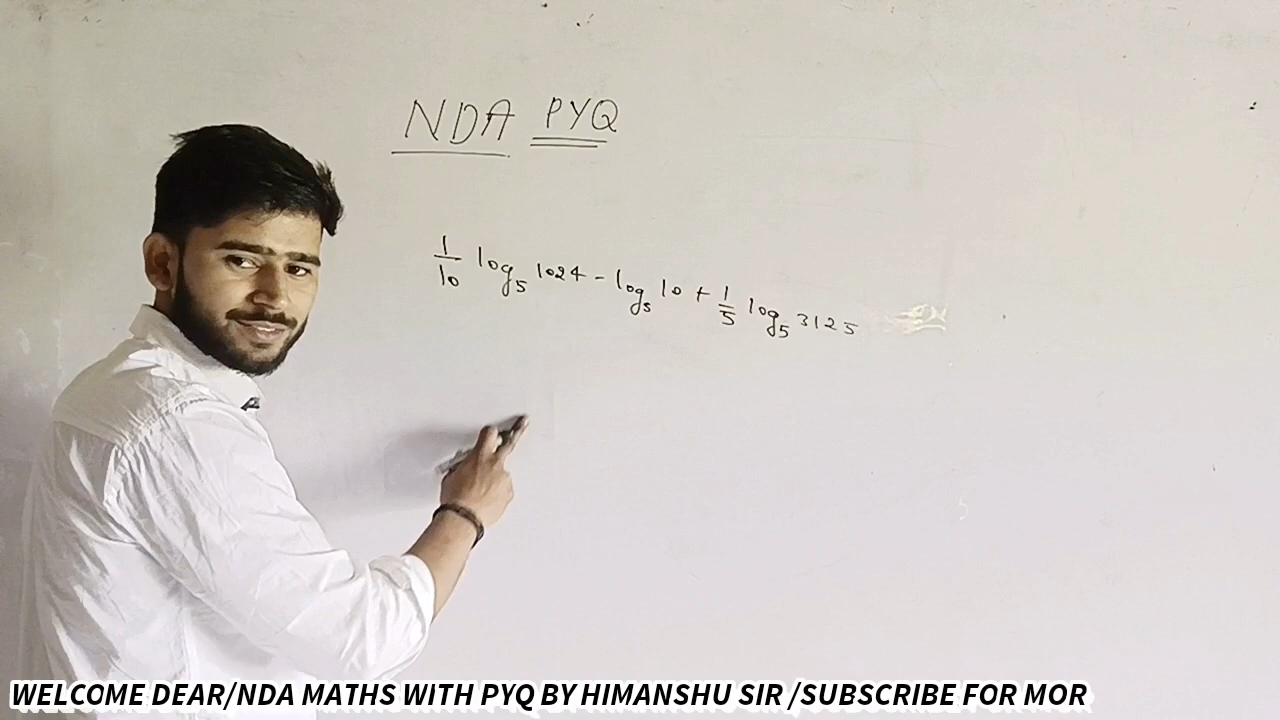 NDA PYQ
1/10 log₅ 1024 - log₅ 10 + 1/5 log₅ 3125
WELCOME DEAR/NDA MATHS WITH PYQ BY HIMANSHU SIR /SUBSCRIBE FOR MOR